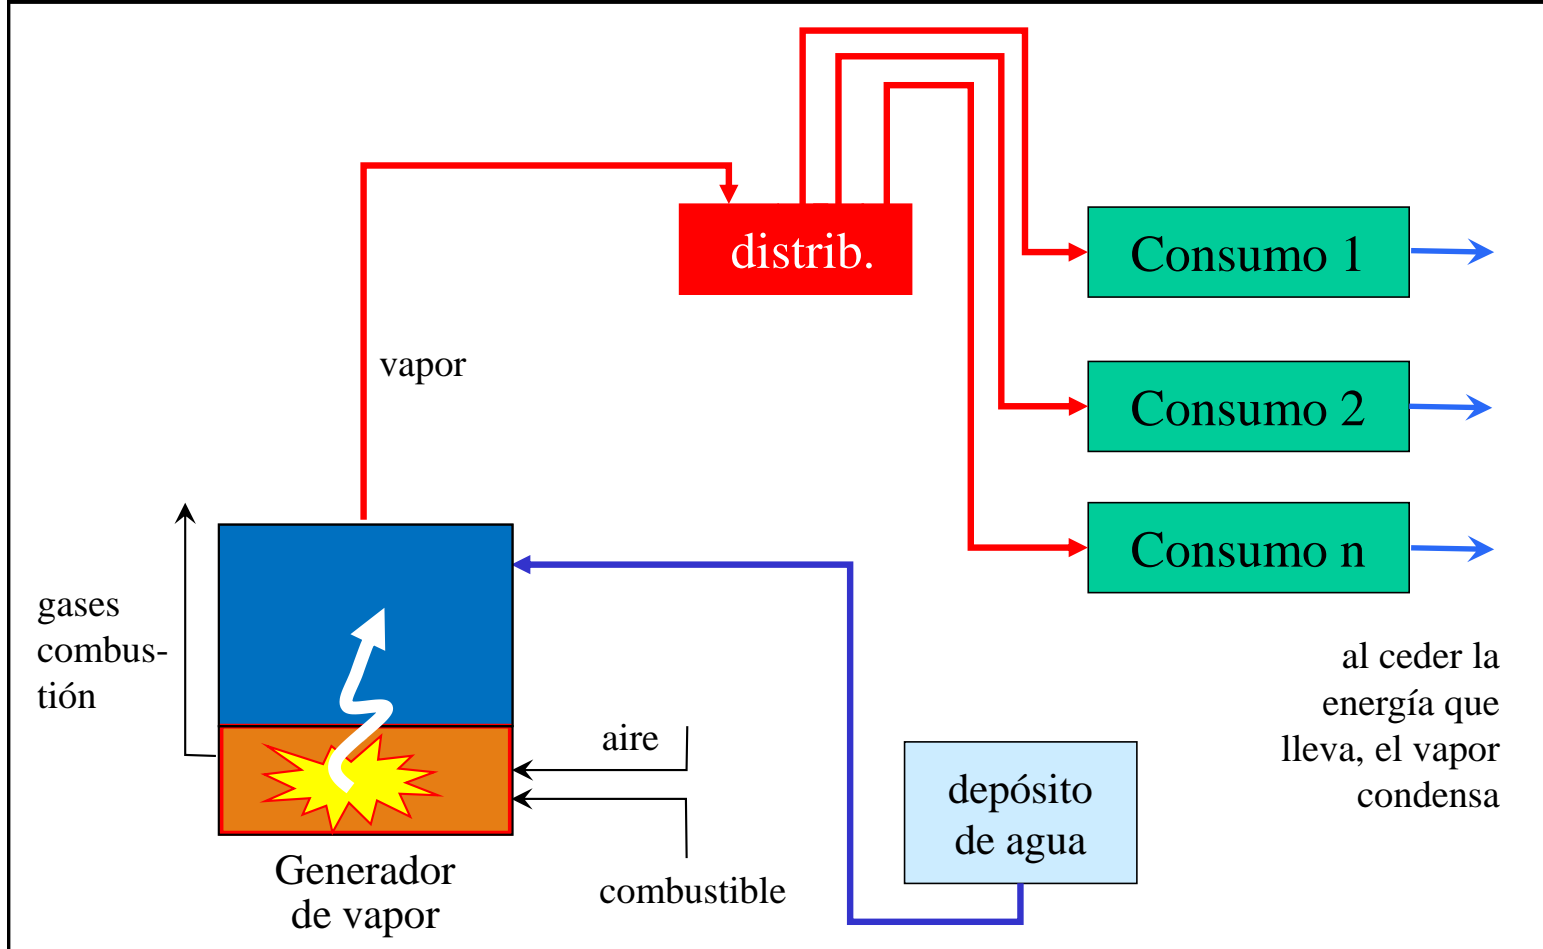 distrib.
Consumo 1
vapor
Consumo 2
Consumo n
gases
combus-
tión
al ceder la
energía que
lleva, el vapor
condensa
aire
depósito
de agua
combustible
Generador
de vapor